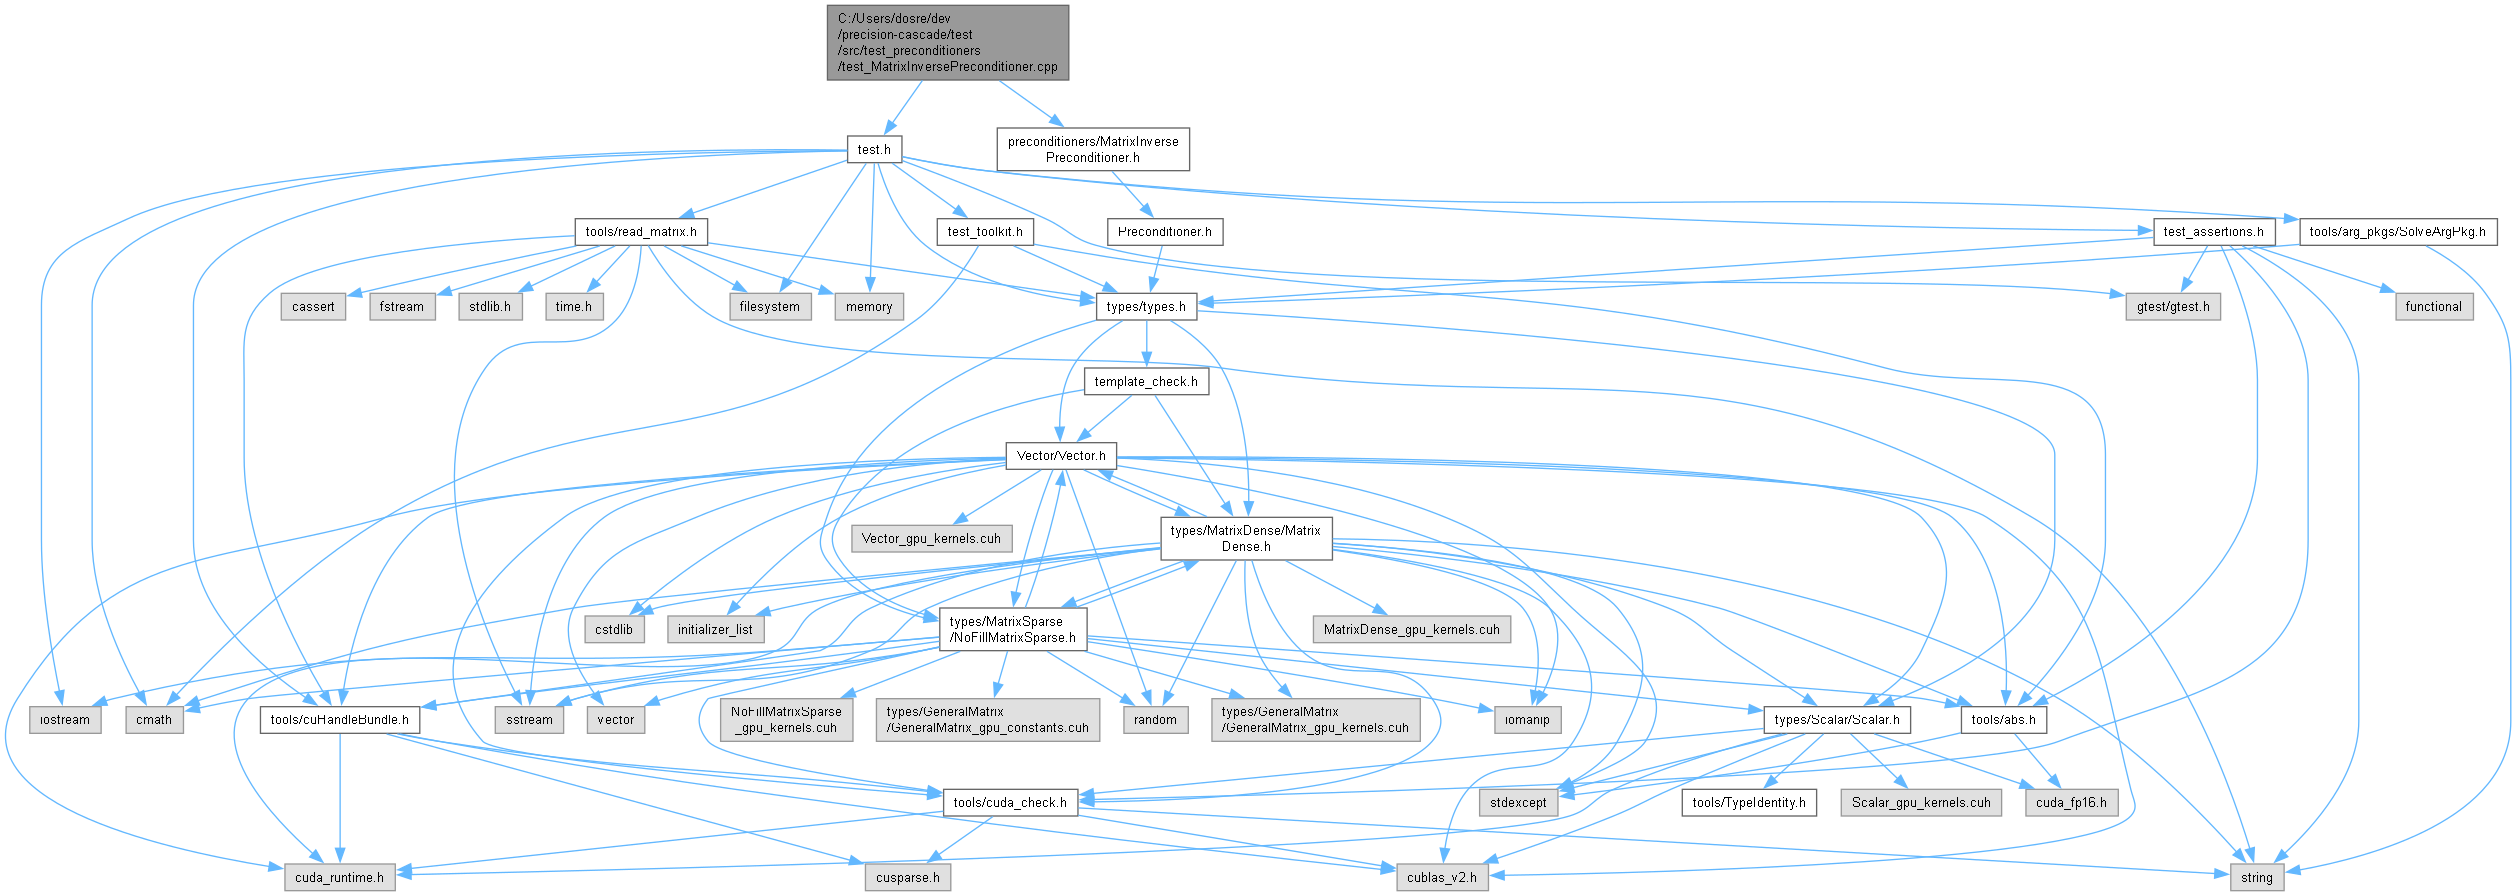 C:/Users/dosre/dev
/precision-cascade/test
/src/test_preconditioners
/test_MatrixInversePreconditioner.cpp
test.h
preconditioners/MatrixInverse
Preconditioner.h
tools/read_matrix.h
test_toolkit.h
Preconditioner.h
test_assertions.h
tools/arg_pkgs/SolveArgPkg.h
cassert
fstream
stdlib.h
time.h
filesystem
memory
types/types.h
gtest/gtest.h
functional
template_check.h
Vector/Vector.h
Vector_gpu_kernels.cuh
types/MatrixDense/Matrix
Dense.h
cstdlib
initializer_list
types/MatrixSparse
/NoFillMatrixSparse.h
MatrixDense_gpu_kernels.cuh
iostream
cmath
tools/cuHandleBundle.h
sstream
vector
NoFillMatrixSparse
_gpu_kernels.cuh
types/GeneralMatrix
/GeneralMatrix_gpu_constants.cuh
random
types/GeneralMatrix
/GeneralMatrix_gpu_kernels.cuh
iomanip
types/Scalar/Scalar.h
tools/abs.h
tools/cuda_check.h
stdexcept
tools/TypeIdentity.h
Scalar_gpu_kernels.cuh
cuda_fp16.h
cuda_runtime.h
cusparse.h
cublas_v2.h
string